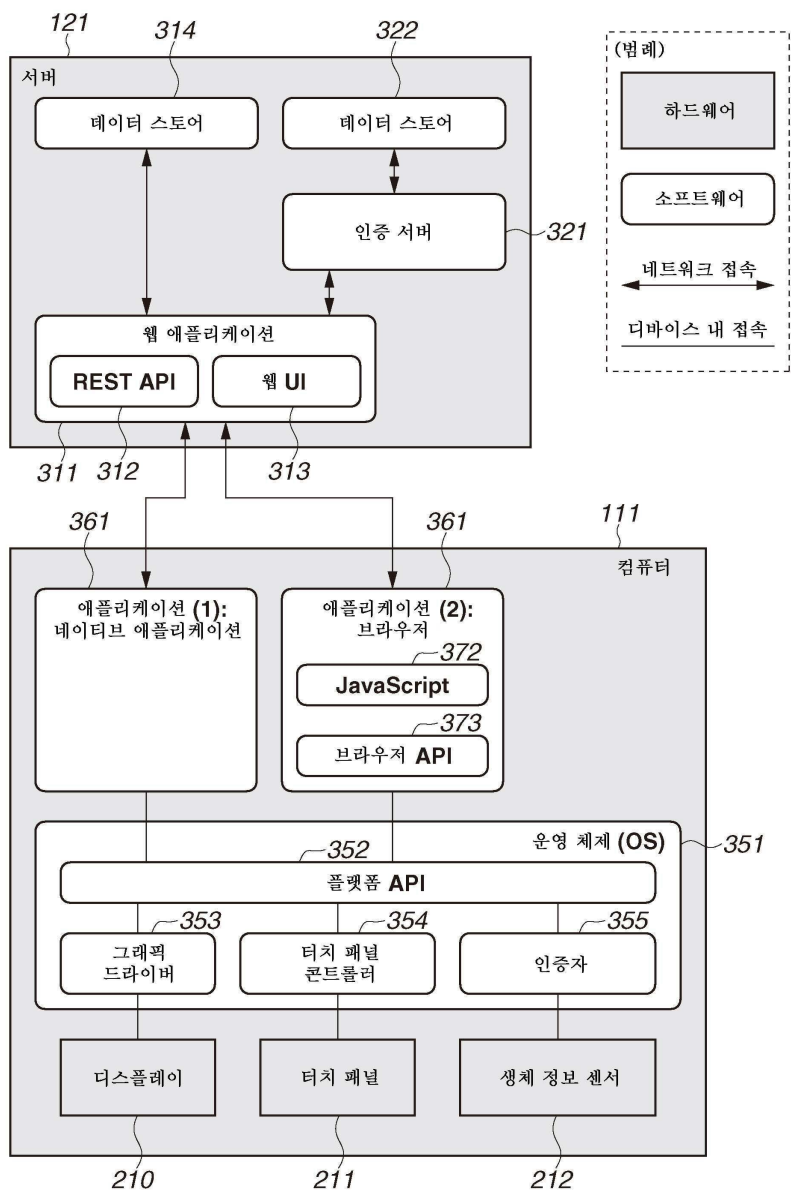 121
314
322
서버
데이터 스토어
데이터 스토어
인증 서버
321
웹 애플리케이션
REST API
웹 UI
311
312
313
(범례)
하드웨어
소프트웨어
네트워크 접속
디바이스 내 접속
361
361
111
컴퓨터
애플리케이션 (1):
네이티브 애플리케이션
애플리케이션 (2):
브라우저
372
JavaScript
373
브라우저 API
운영 체제 (OS)
351
352
플랫폼 API
353
그래픽
드라이버
354
터치 패널
콘트롤러
355
인증자
디스플레이
터치 패널
생체 정보 센서
210
211
212